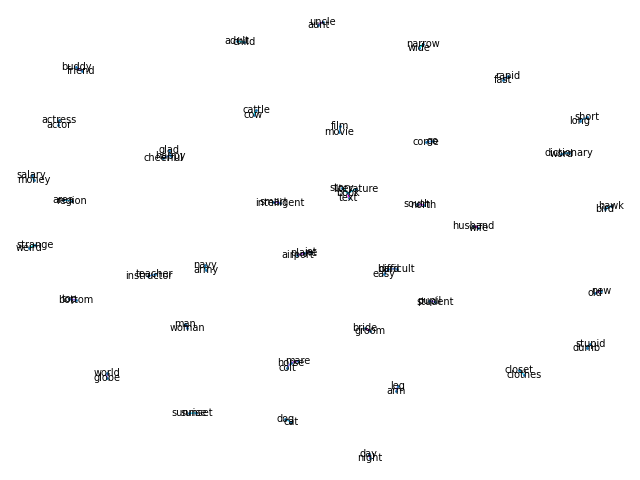 uncle
aunt
adult
child
narrow
wide
buddy
friend
rapid
fast
cattle
cow
short
long
actress
actor
film
movie
go
come
glad
happy
cheerful
dictionary
word
salary
money
story
literature
book
text
area
region
smart
intelligent
south
north
hawk
bird
husband
wife
strange
weird
jet
plane
airport
navy
army
teacher
instructor
difficult
hard
easy
new
old
top
bottom
pupil
student
man
woman
bride
groom
stupid
dumb
mare
horse
colt
closet
clothes
world
globe
leg
arm
sunrise
sunset
dog
cat
day
night